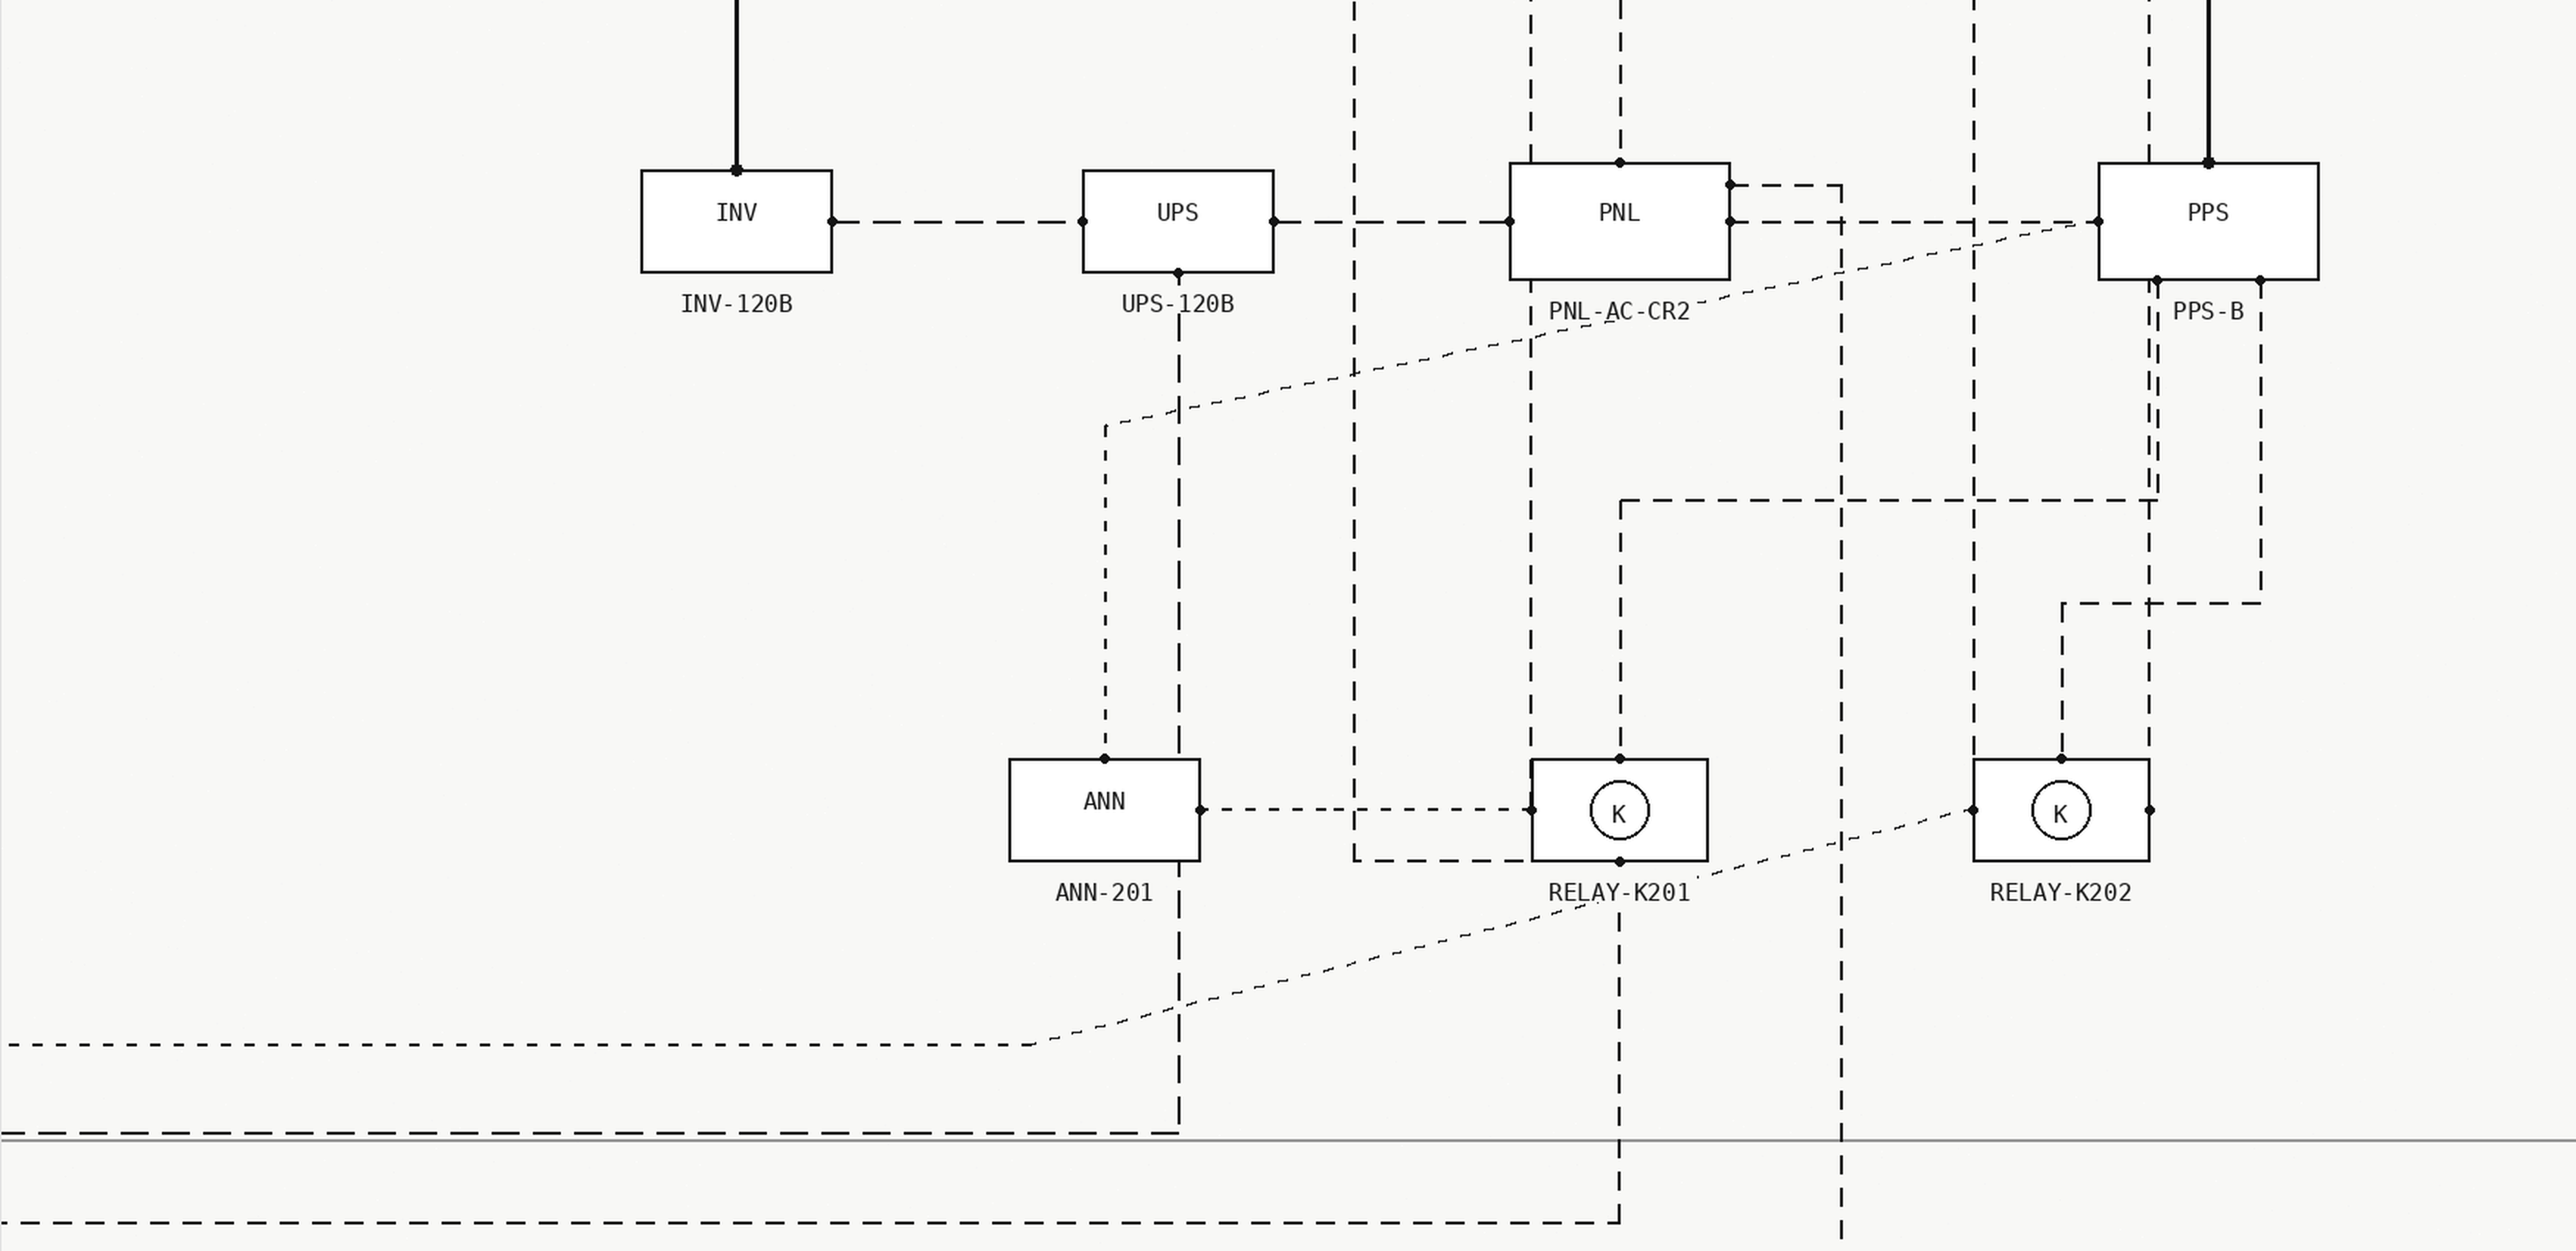 INV
UPS
PNL
PPS
INV-120B
UPS-120B
PNL-AC-CR2
PPS-B
ANN
K
K
ANN-201
RELAY-K201
RELAY-K202